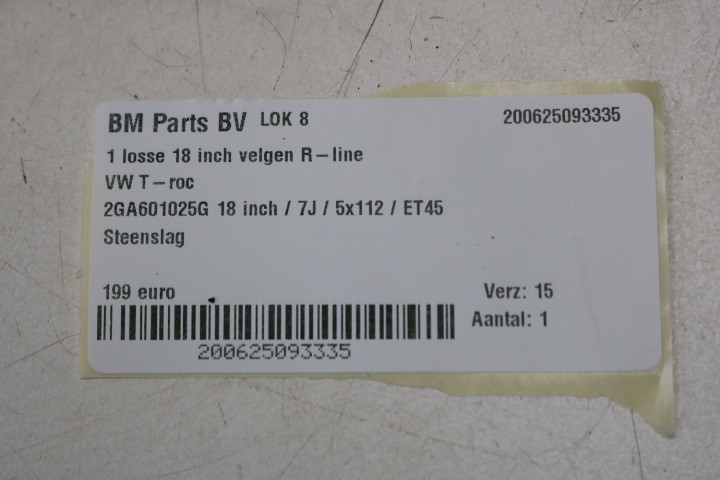 BM Parts BV LOK 8 200625093335
1 losse 18 inch velgen R-line
VW T-roc
2GA601025G 18 inch / 7J / 5x112 / ET45
Steenslag
199 euro Verz: 15
Aantal: 1
200625093335